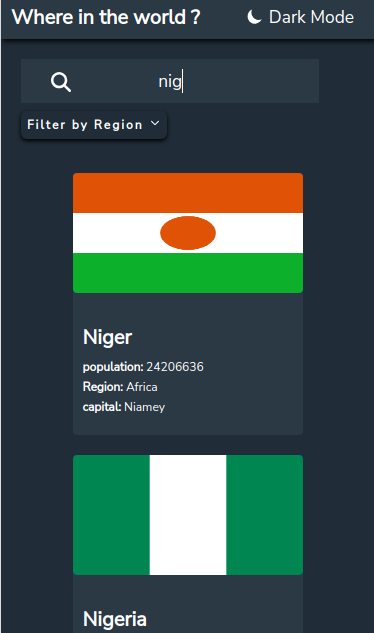 Where in the world ? Dark Mode
nig
Filter by Region
Niger
population: 24206636
Region: Africa
capital: Niamey
Nigeria